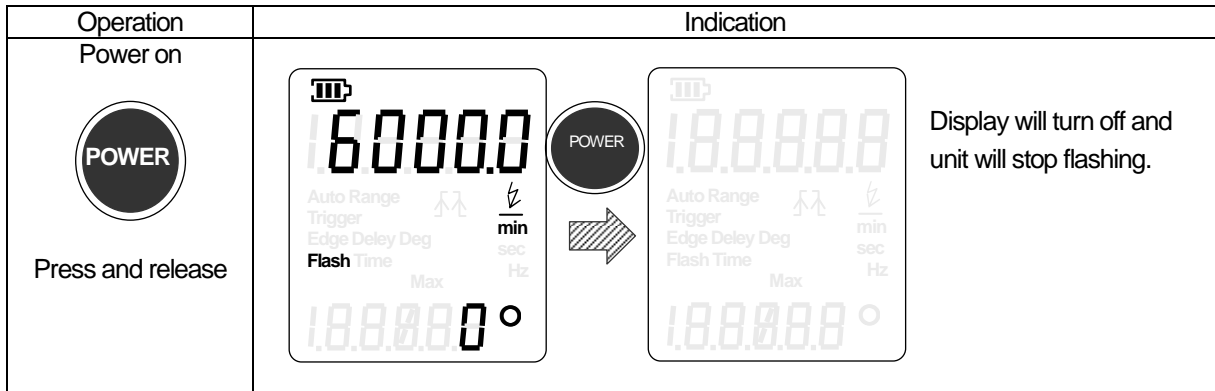 Operation
Indication
Power on
POWER
Press and release
6000.0
Auto Range
Trigger
Edge Deley Deg
Flash Time
Max
min
sec
Hz
0°
POWER
1.8.8.8.8
Auto Range
Trigger
Edge Deley Deg
Flash Time
Max
min
sec
Hz
1.8.8.8.8.8
Display will turn off and
unit will stop flashing.